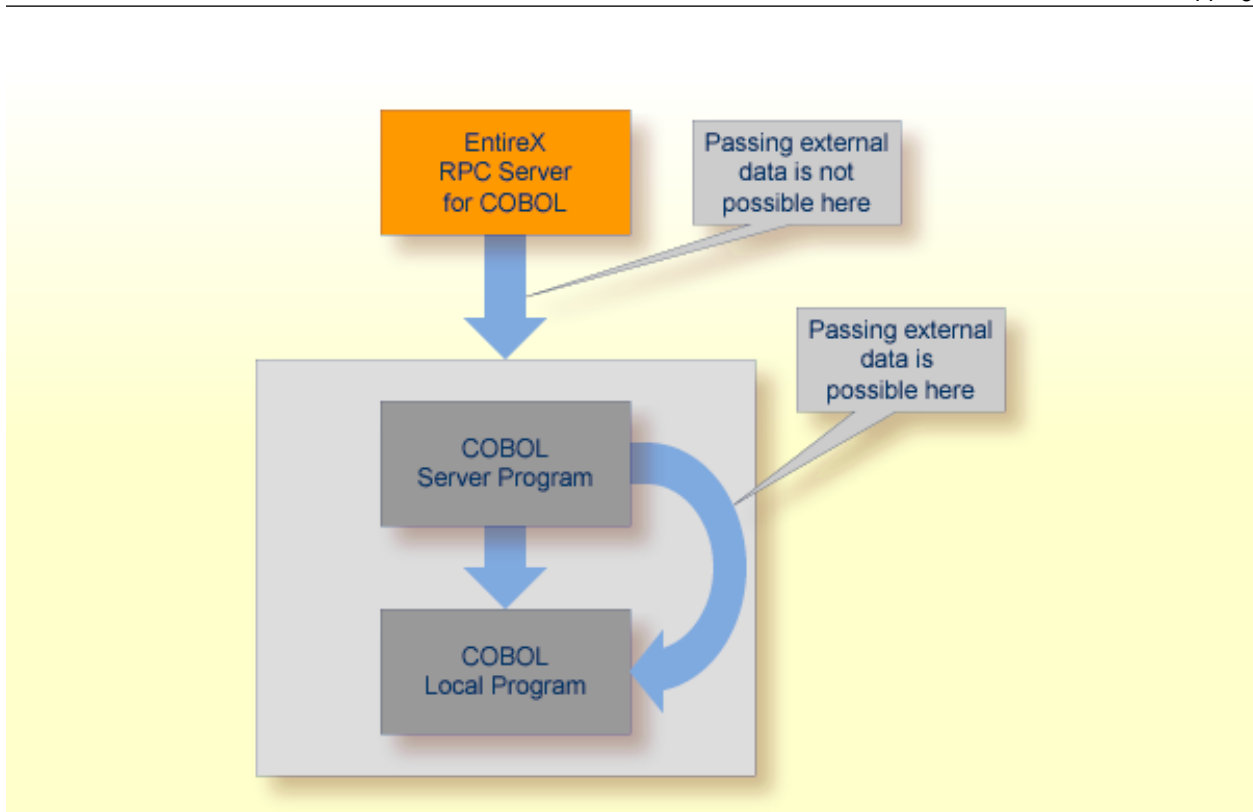 EntireX
RPC Server
for COBOL
Passing external
data is not
possible here
Passing external
data is
possible here
COBOL
Server Program
COBOL
Local Program